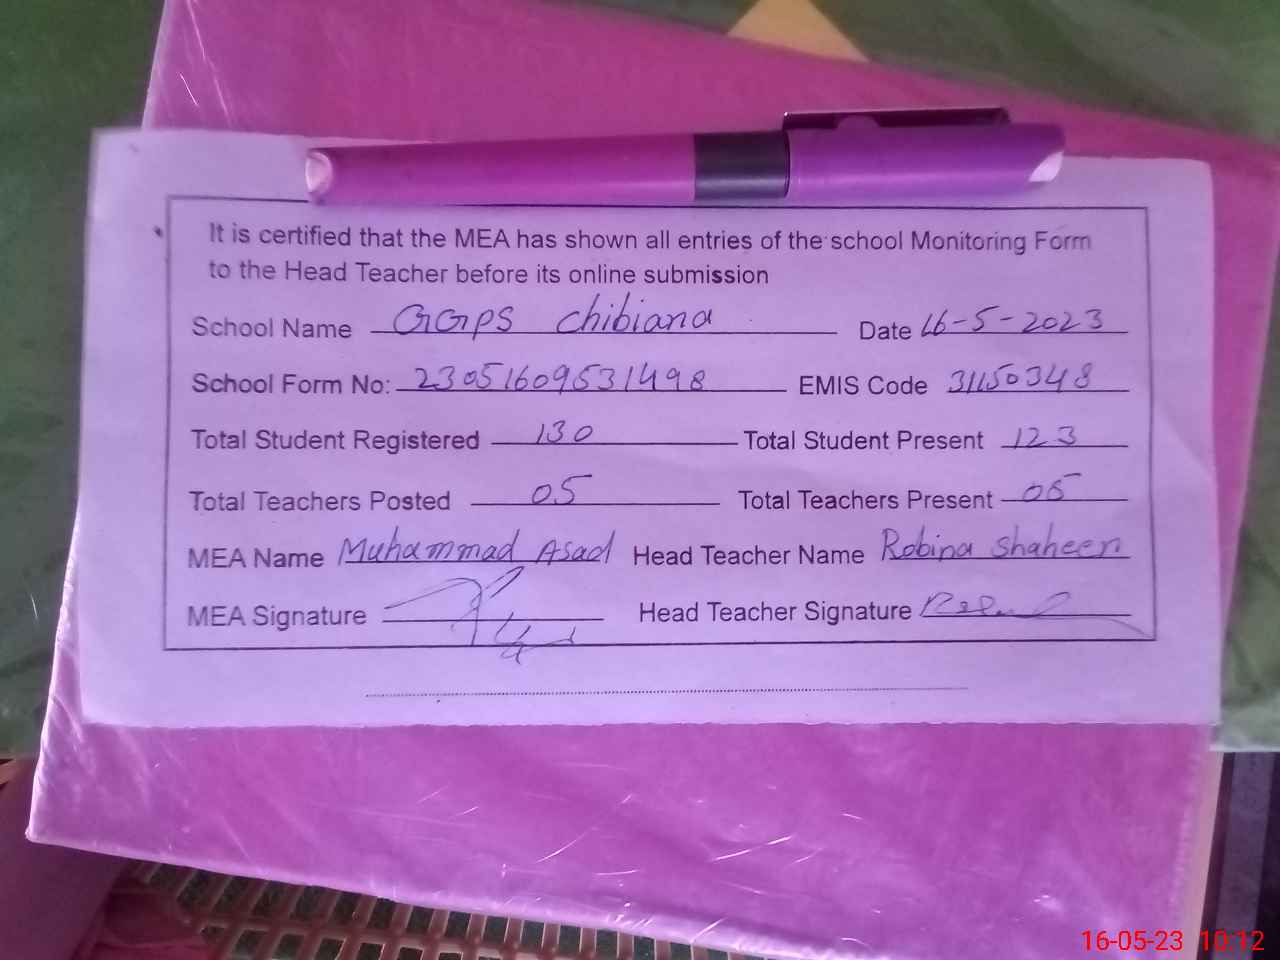 It is certified that the MEA has shown all entries of the school Monitoring Form
to the Head Teacher before its online submission
School Name GGPS Chibiana Date 16-5-2023
School Form No: 23051609531498 EMIS Code 31150348
Total Student Registered 130 Total Student Present 123
Total Teachers Posted 05 Total Teachers Present 05
MEA Name Muhammad Asad Head Teacher Name Robina Shaheen
MEA Signature Head Teacher Signature
16-05-23 10:12